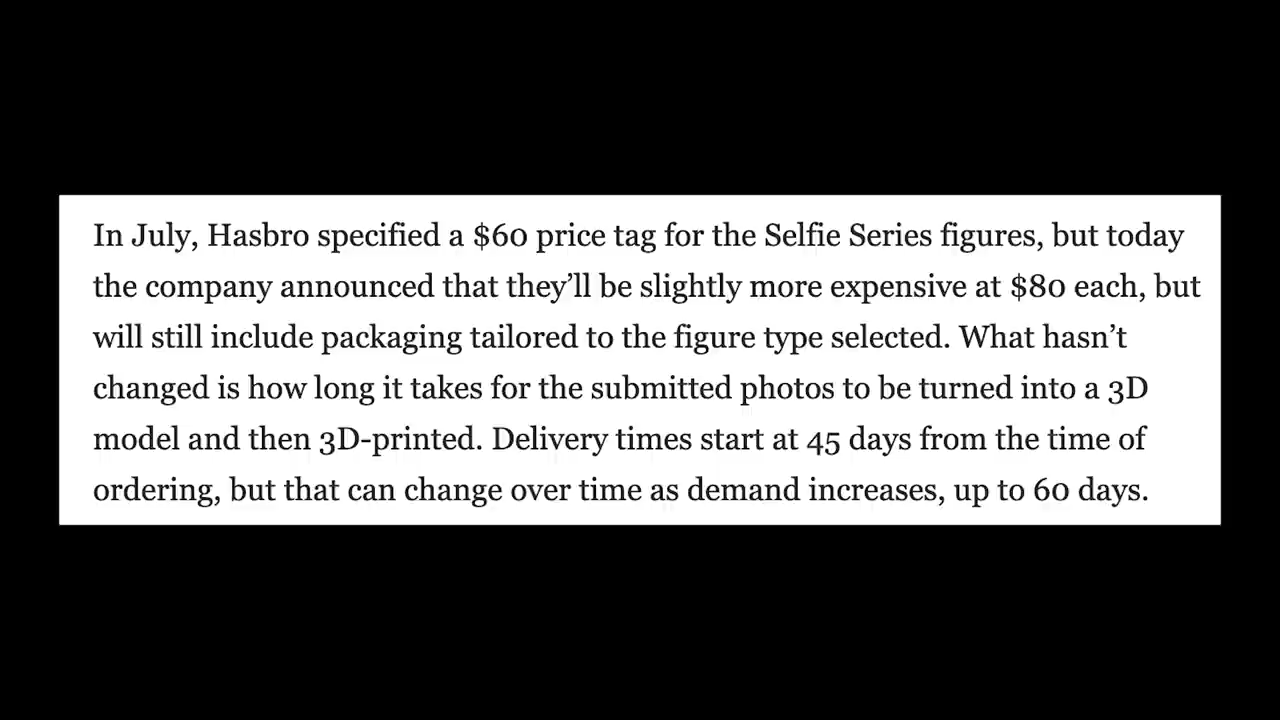 In July, Hasbro specified a $60 price tag for the Selfie Series figures, but today
the company announced that they’ll be slightly more expensive at $80 each, but
will still include packaging tailored to the figure type selected. What hasn’t
changed is how long it takes for the submitted photos to be turned into a 3D
model and then 3D-printed. Delivery times start at 45 days from the time of
ordering, but that can change over time as demand increases, up to 60 days.